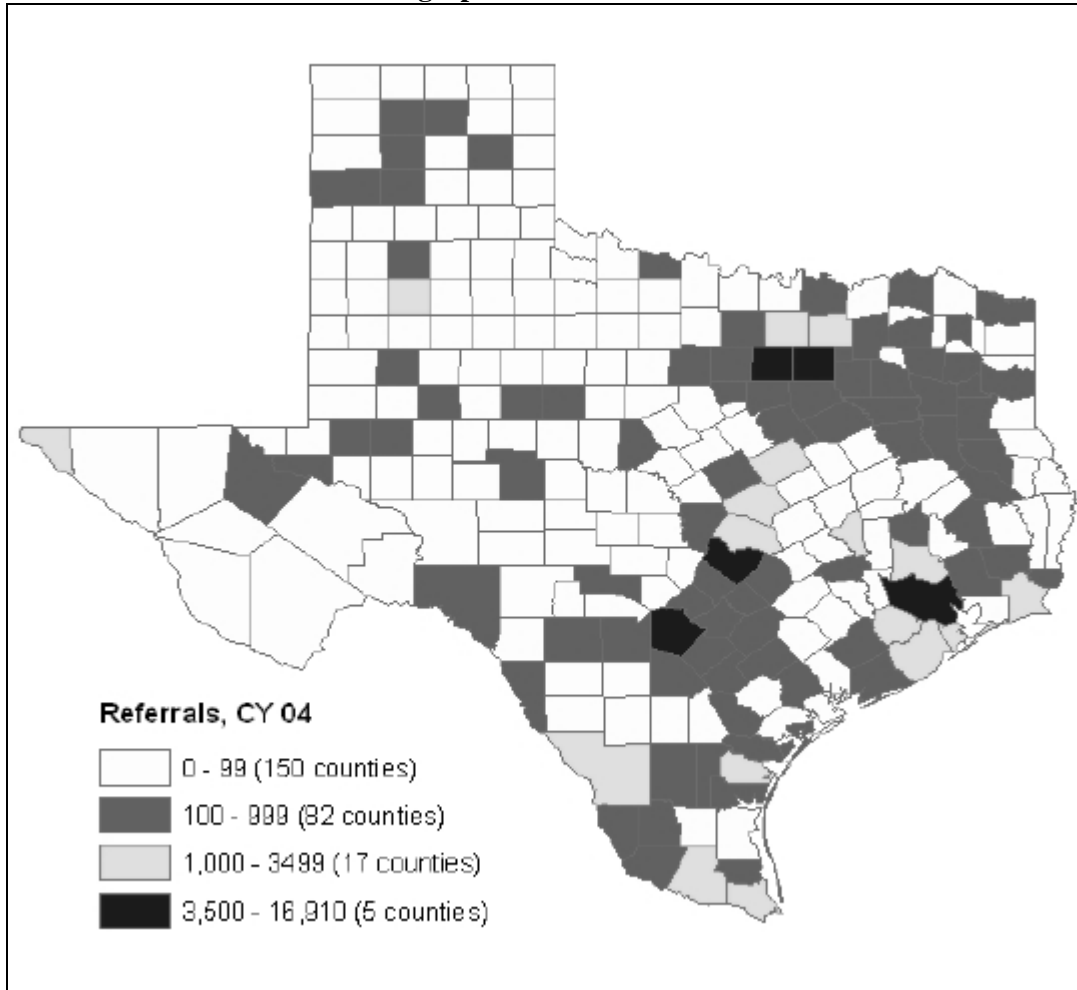 Referrals, CY 04
0 - 99 (150 counties)
100 - 999 (82 counties)
1,000 - 3499 (17 counties)
3,500 - 16,910 (5 counties)